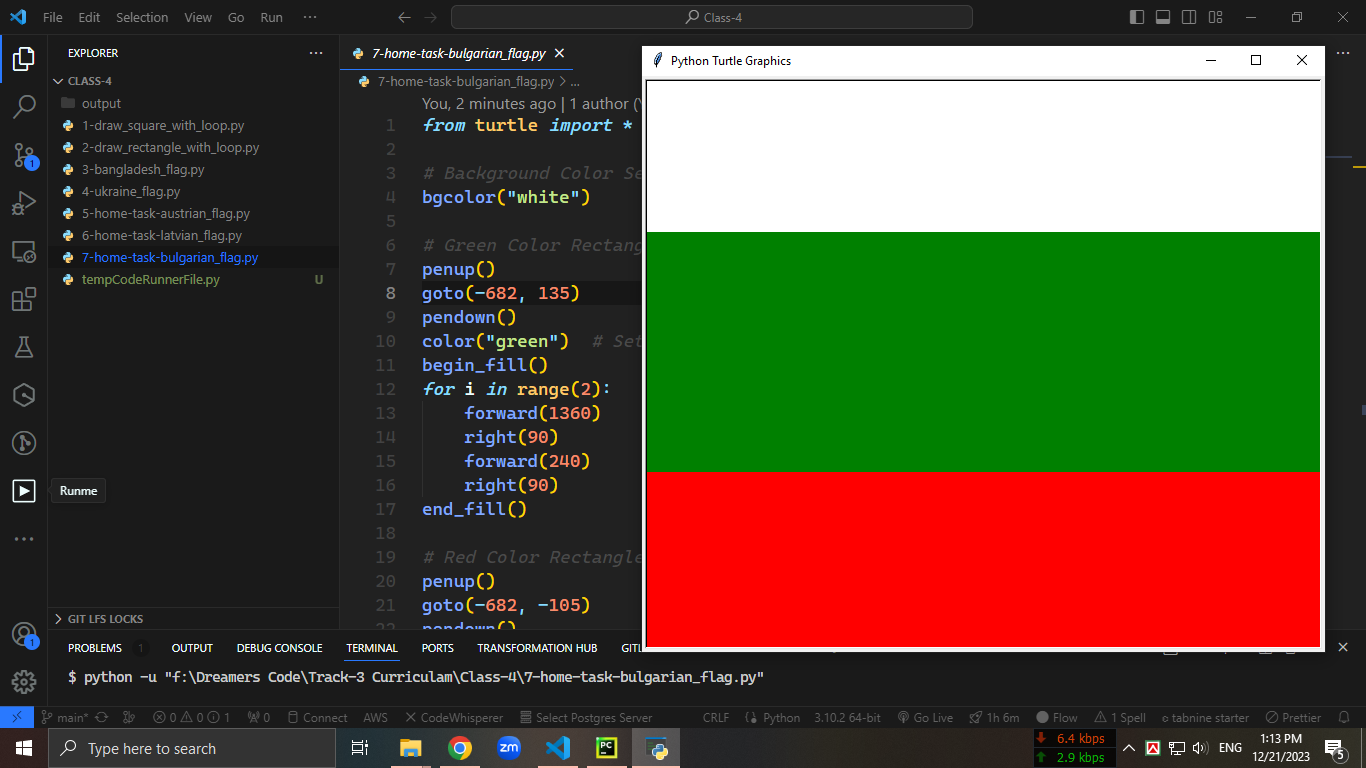 File Edit Selection View Go Run ···
Class-4
EXPLORER ···
CLASS-4
output
1-draw_square_with_loop.py
2-draw_rectangle_with_loop.py
3-bangladesh_flag.py
4-ukraine_flag.py
5-home-task-austrian_flag.py
6-home-task-latvian_flag.py
7-home-task-bulgarian_flag.py
tempCodeRunnerFile.py U
Runme
GIT LFS LOCKS
7-home-task-bulgarian_flag.py
7-home-task-bulgarian_flag.py > ...
You, 2 minutes ago | 1 author (
1 from turtle import *
2
3 # Background Color Se
4 bgcolor("white")
5
6 # Green Color Rectang
7 penup()
8 goto(-682, 135)
9 pendown()
10 color("green") # Set
11 begin_fill()
12 for i in range(2):
13 forward(1360)
14 right(90)
15 forward(240)
16 right(90)
17 end_fill()
18
19 # Red Color Rectangle
20 penup()
21 goto(-682, -105)
22 pendown()
Python Turtle Graphics
PROBLEMS 1 OUTPUT DEBUG CONSOLE TERMINAL PORTS TRANSFORMATION HUB GITL
$ python -u "f:\Dreamers Code\Track-3 Curriculam\Class-4\7-home-task-bulgarian_flag.py"
main* 0 0 1 0 Connect AWS CodeWhisperer Select Postgres Server CRLF Python 3.10.2 64-bit Go Live 1h 6m Flow 1 Spell tabnine starter Prettier
Type here to search
PC
zm
6.4 kbps
2.9 kbps
ENG
1:13 PM
12/21/2023
5